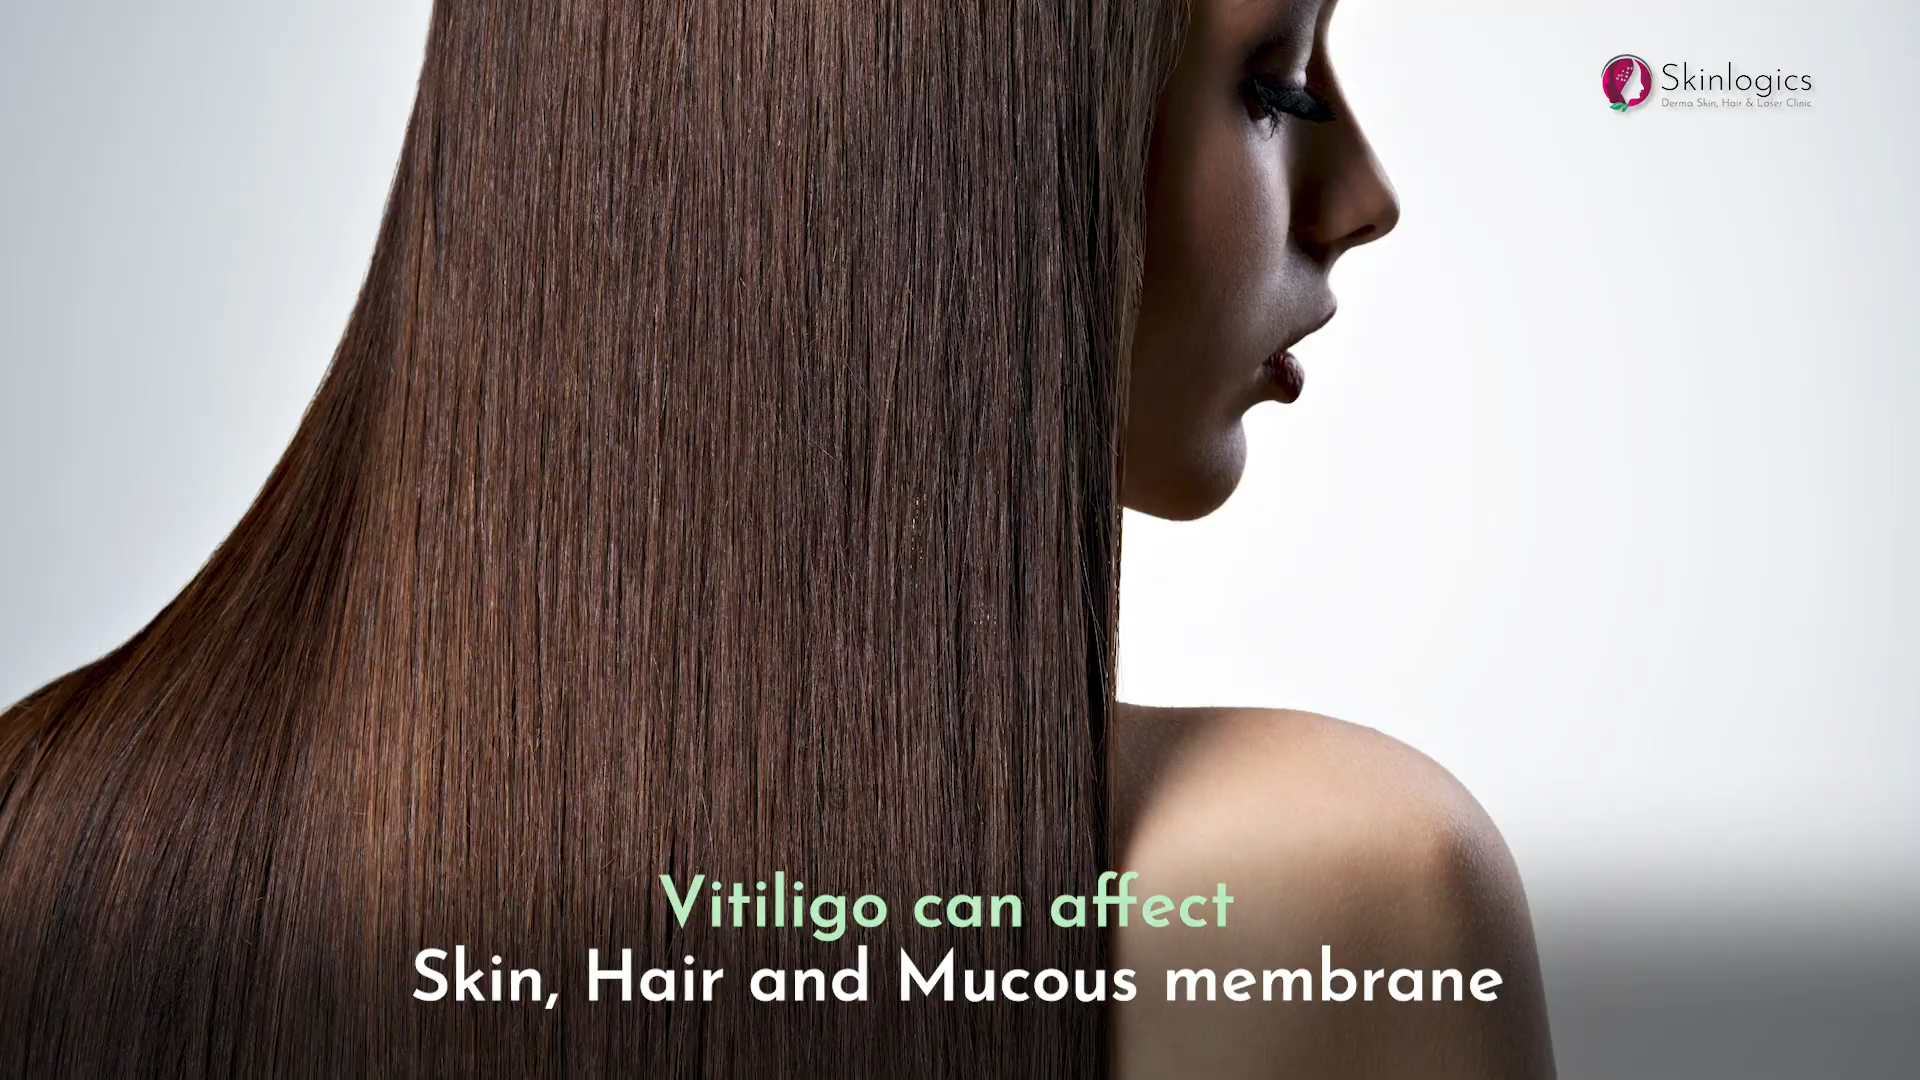 Skinlogics
Derma Skin, Hair & Laser Clinic
Vitiligo can affect
Skin, Hair and Mucous membrane